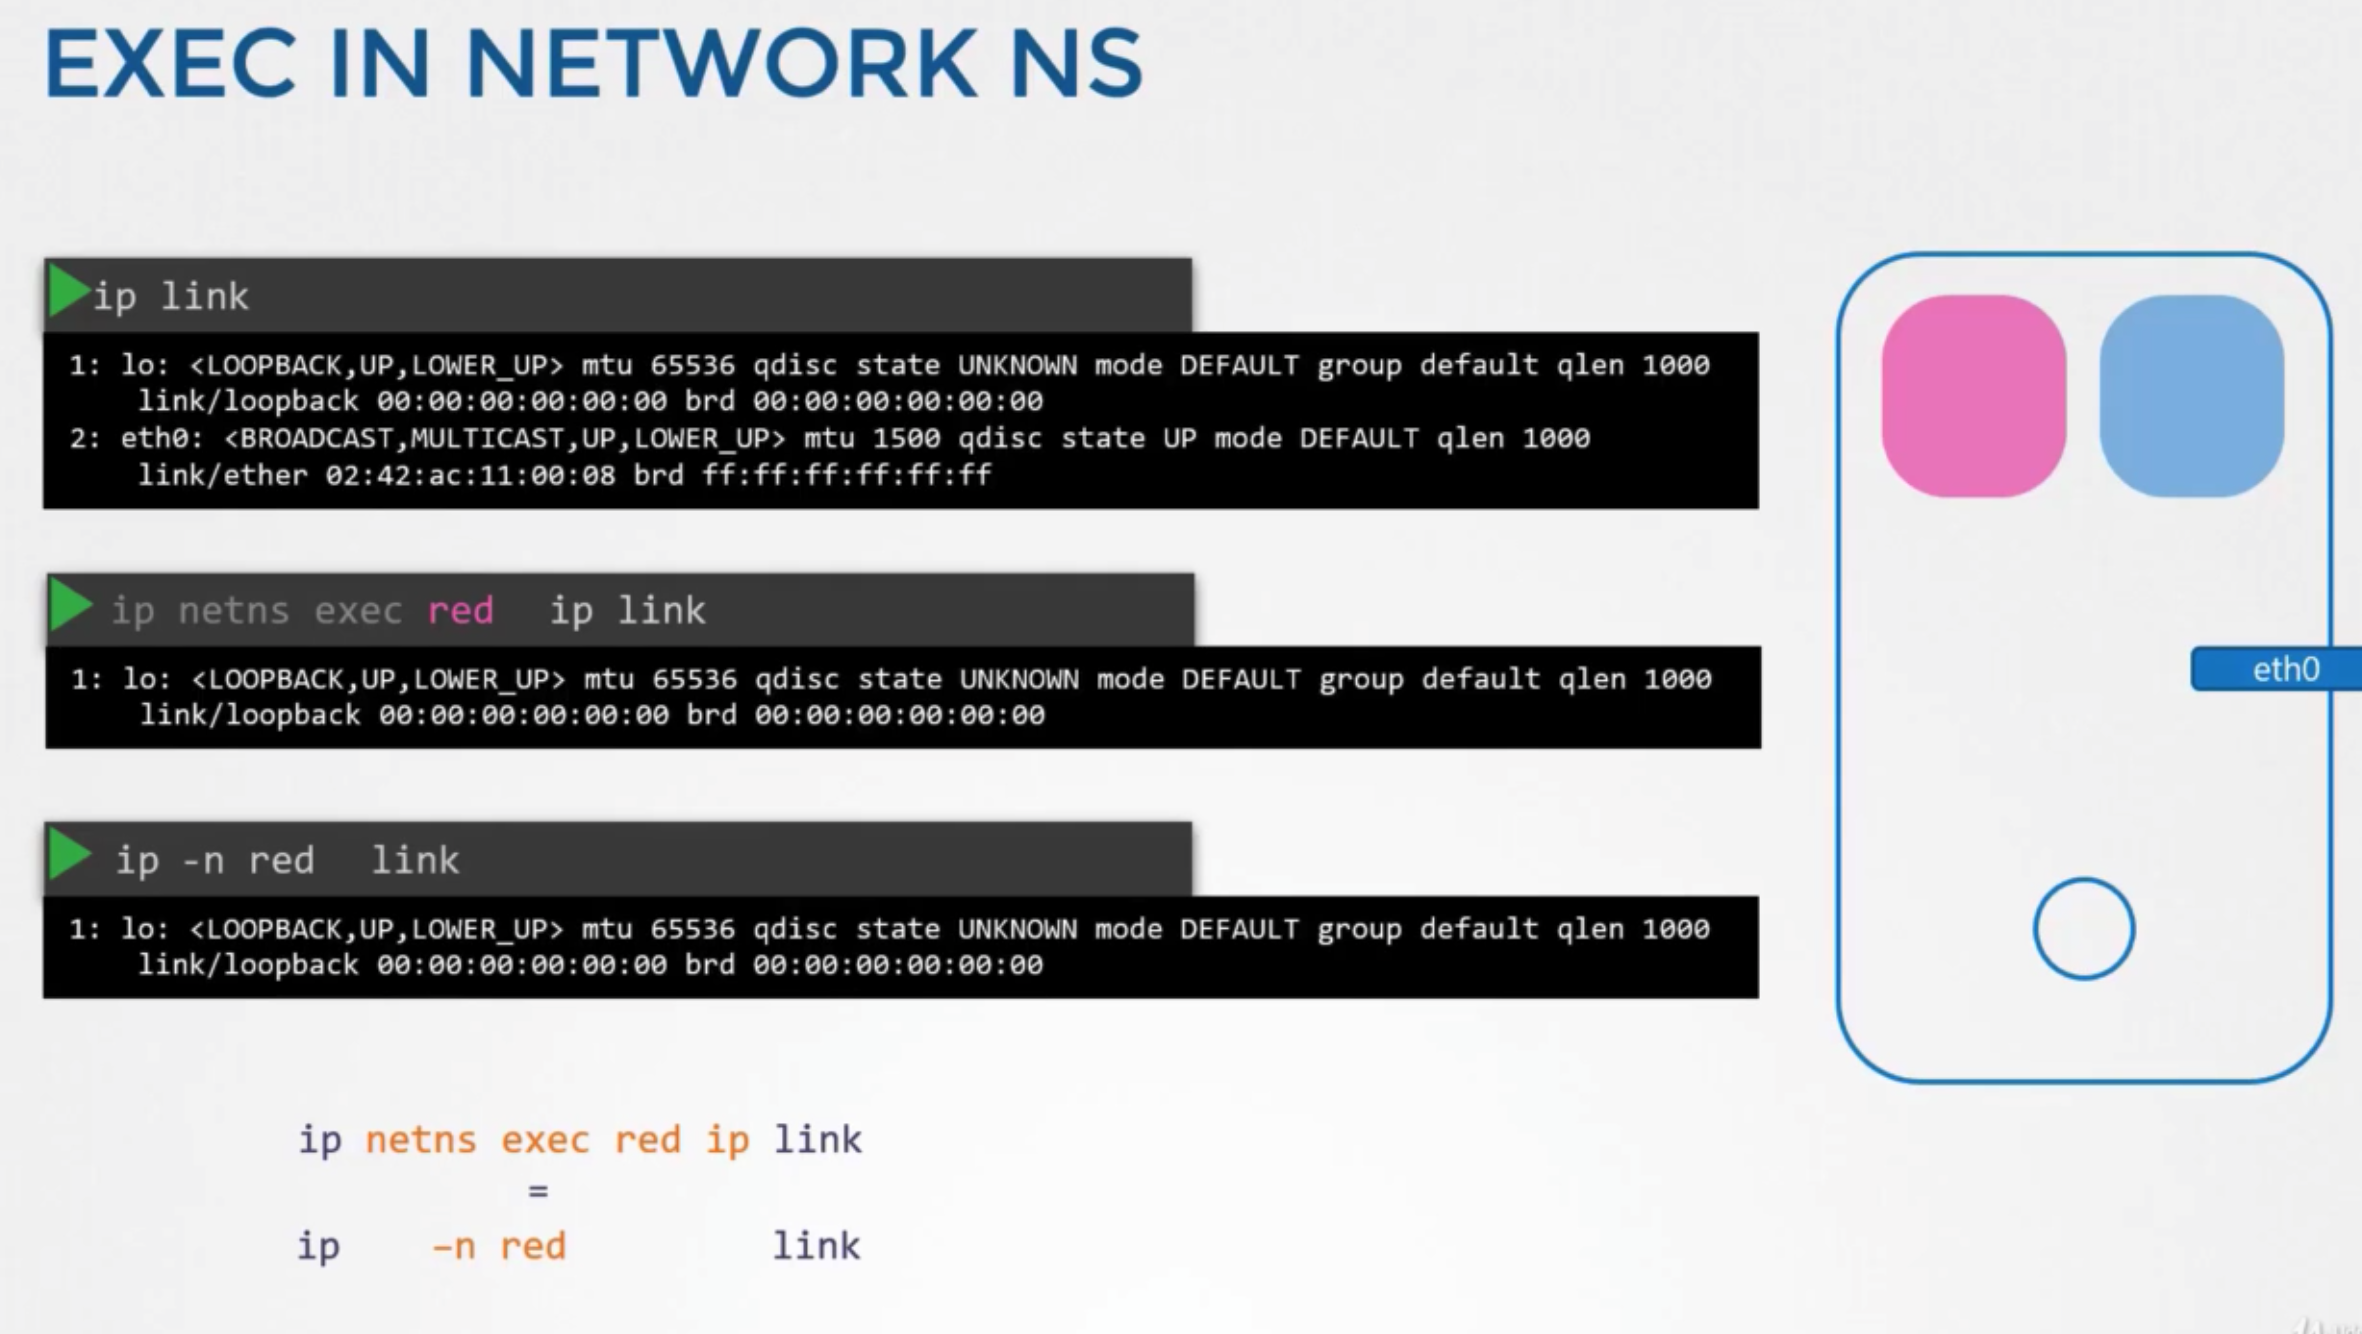 EXEC IN NETWORK NS
ip link
1: lo: <LOOPBACK,UP,LOWER_UP> mtu 65536 qdisc state UNKNOWN mode DEFAULT group default qlen 1000
link/loopback 00:00:00:00:00:00 brd 00:00:00:00:00:00
2: eth0: <BROADCAST,MULTICAST,UP,LOWER_UP> mtu 1500 qdisc state UP mode DEFAULT qlen 1000
link/ether 02:42:ac:11:00:08 brd ff:ff:ff:ff:ff:ff
ip netns exec red ip link
1: lo: <LOOPBACK,UP,LOWER_UP> mtu 65536 qdisc state UNKNOWN mode DEFAULT group default qlen 1000
link/loopback 00:00:00:00:00:00 brd 00:00:00:00:00:00
eth0
ip -n red link
1: lo: <LOOPBACK,UP,LOWER_UP> mtu 65536 qdisc state UNKNOWN mode DEFAULT group default qlen 1000
link/loopback 00:00:00:00:00:00 brd 00:00:00:00:00:00
ip netns exec red ip link
=
ip –n red link